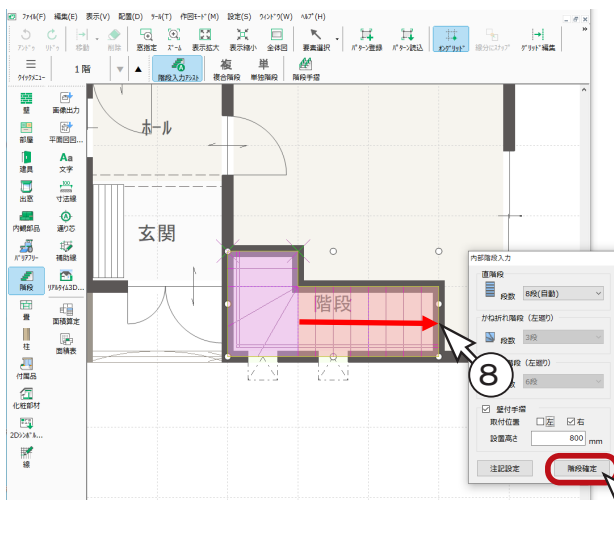 ファイル(F) 編集(E) 表示(V) 配置(D) ツール(T) 作図モード(M) 設定(S) ウィンドウ(W) ヘルプ(H)
アンドゥ リドゥ 移動 削除 窓指定 ズーム 表示拡大 表示縮小 全体図 要素選択 パターン登録 パターン読込 オングリッド 線分にスナップ グリッド編集
クイックメニュー 1階 階段入力アシスト 複合階段 単独階段 階段手摺
複 単
壁 画像出力
部屋 平面図図...
建具 文字
Aa
出窓 寸法線
100
内観部品 通り芯
A
バリアフリー 補助線
階段 リアルタイム3D...
畳 面積算定
柱 面積表
付属品
化粧部材
2Dシンボル...
線
ホール
玄関
階段
内部階段入力
直階段
段数 8段(自動)
かね折れ階段(左廻り)
段数 3段
階段(左廻り)
数 6段
壁付手摺
取付位置 左 右
設置高さ 800 mm
注記設定 階段確定
8